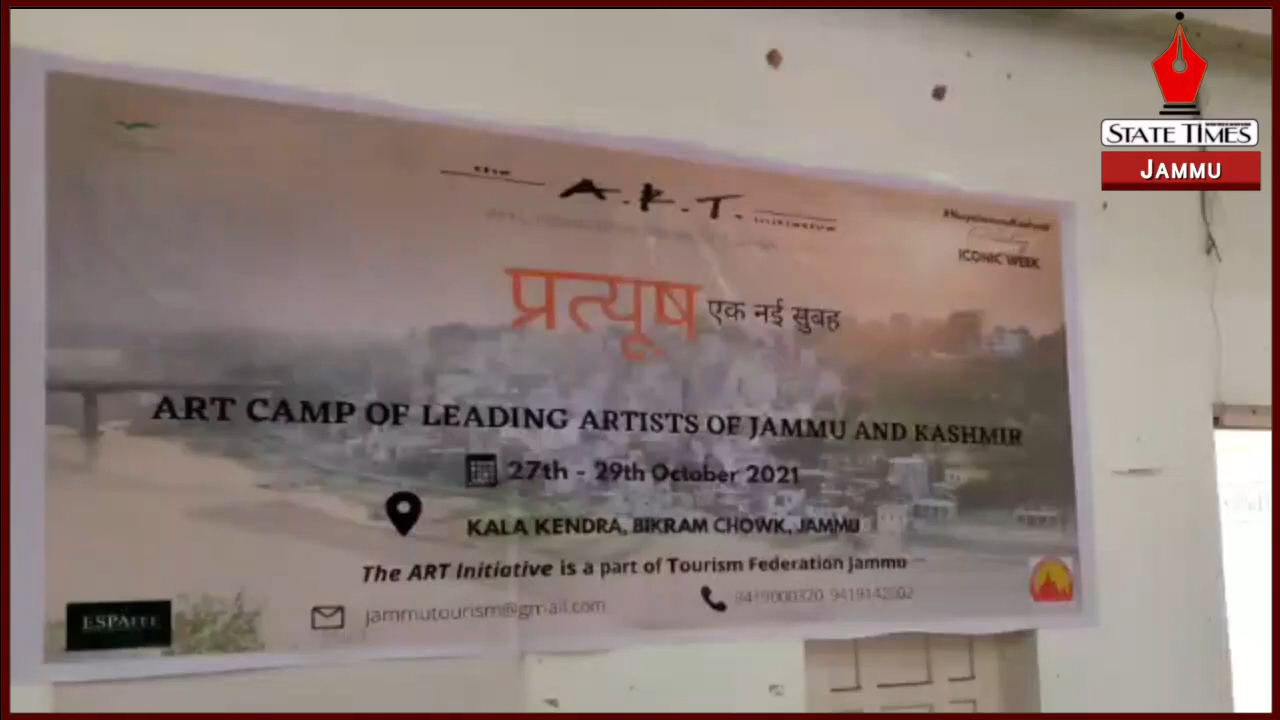 STATE TIMES
JAMMU
the A.R.T. initiative
ICONIC WEEK
प्रत्यूष एक नई सुबह
ART CAMP OF LEADING ARTISTS OF JAMMU AND KASHMIR
27th - 29th October 2021
KALA KENDRA, BIKRAM CHOWK, JAMMU
The ART Initiative is a part of Tourism Federation Jammu
jammutourism@gmail.com